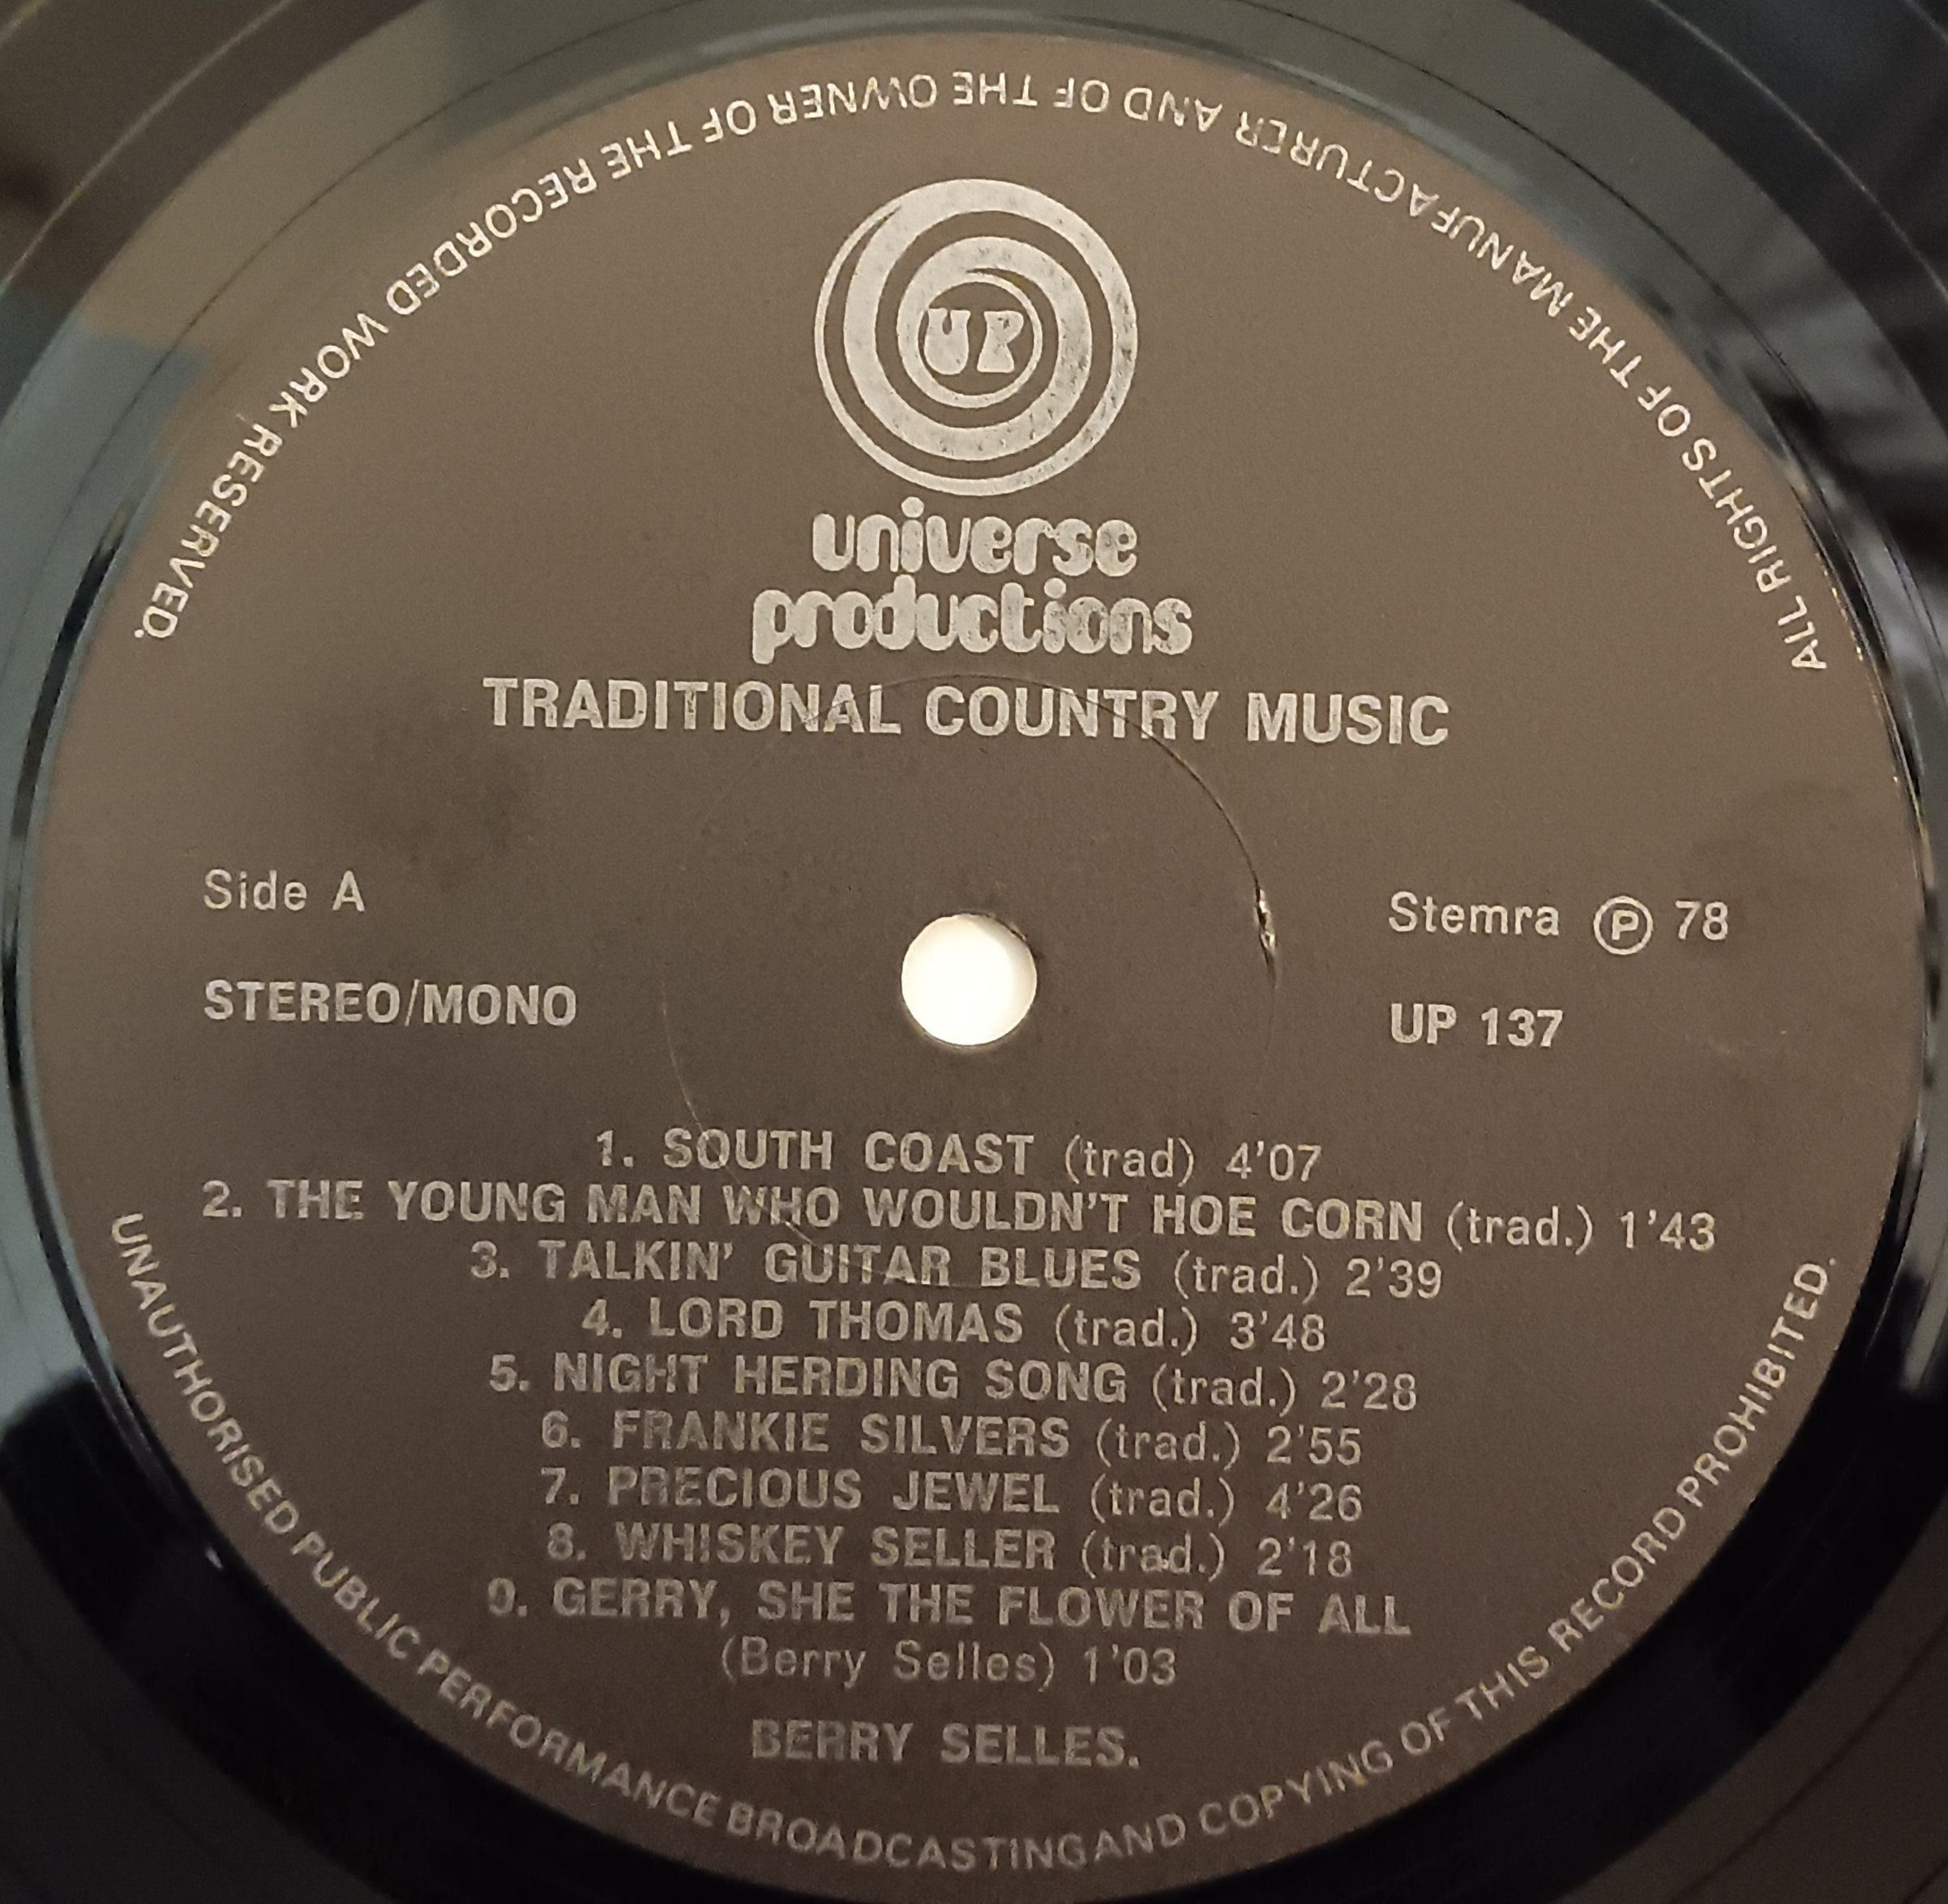 ALL RIGHTS OF THE MANUFACTURER AND OF THE OWNER OF THE RECORDED WORK RESERVED.
UP
universe
productions
TRADITIONAL COUNTRY MUSIC
Side A
Stemra Ⓟ 78
STEREO/MONO
UP 137
1. SOUTH COAST (trad) 4'07
2. THE YOUNG MAN WHO WOULDN'T HOE CORN (trad.) 1'43
3. TALKIN' GUITAR BLUES (trad.) 2'39
4. LORD THOMAS (trad.) 3'48
5. NIGHT HERDING SONG (trad.) 2'28
6. FRANKIE SILVERS (trad.) 2'55
7. PRECIOUS JEWEL (trad.) 4'26
8. WHISKEY SELLER (trad.) 2'18
9. GERRY, SHE THE FLOWER OF ALL
(Berry Selles) 1'03
BERRY SELLES.
UNAUTHORISED PUBLIC PERFORMANCE BROADCASTING AND COPYING OF THIS RECORD PROHIBITED.